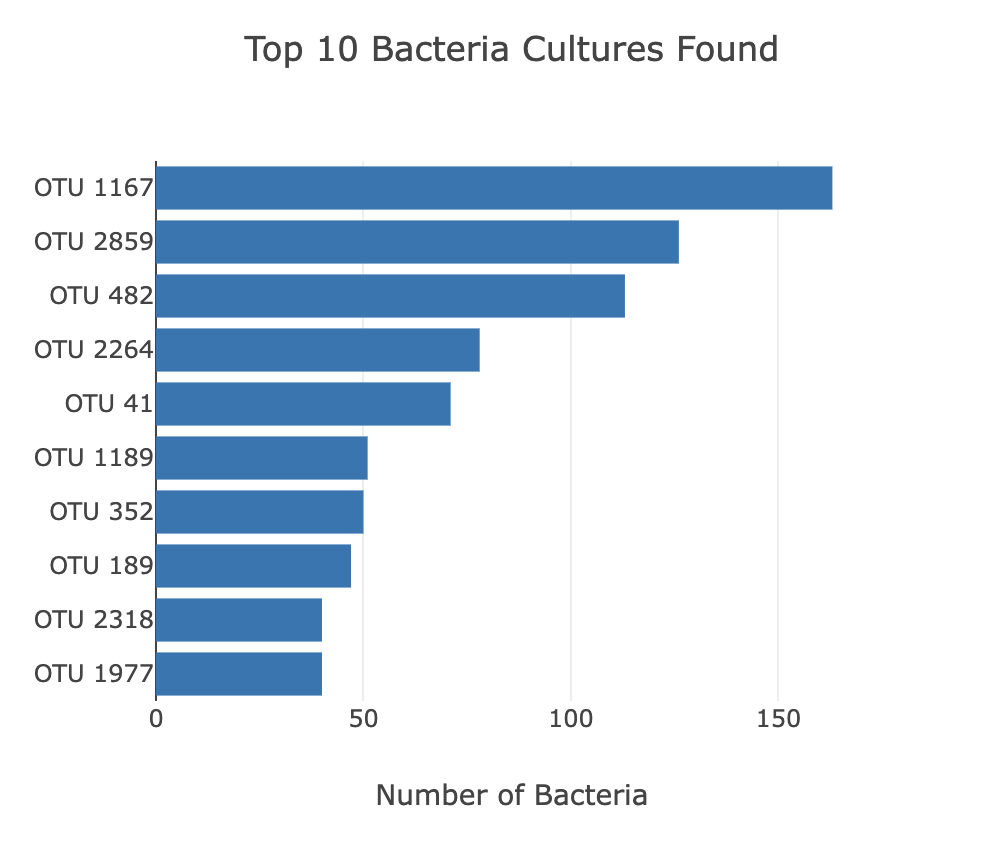 Top 10 Bacteria Cultures Found
OTU 1167
OTU 2859
OTU 482
OTU 2264
OTU 41
OTU 1189
OTU 352
OTU 189
OTU 2318
OTU 1977
0 50 100 150
Number of Bacteria